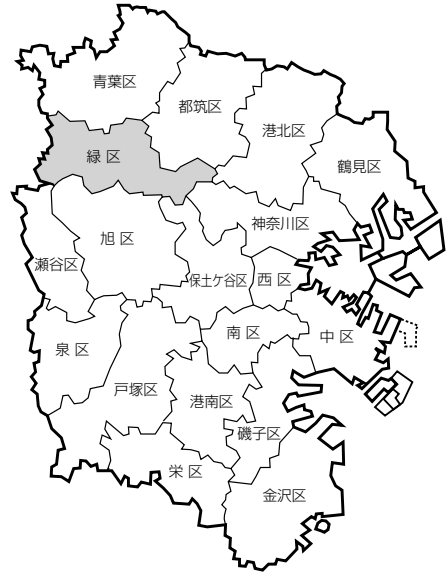 青葉区
都筑区
港北区
緑 区
鶴見区
神奈川区
旭 区
瀬谷区
保土ケ谷区
西 区
南 区
中 区
泉 区
戸塚区
港南区
磯子区
栄 区
金沢区